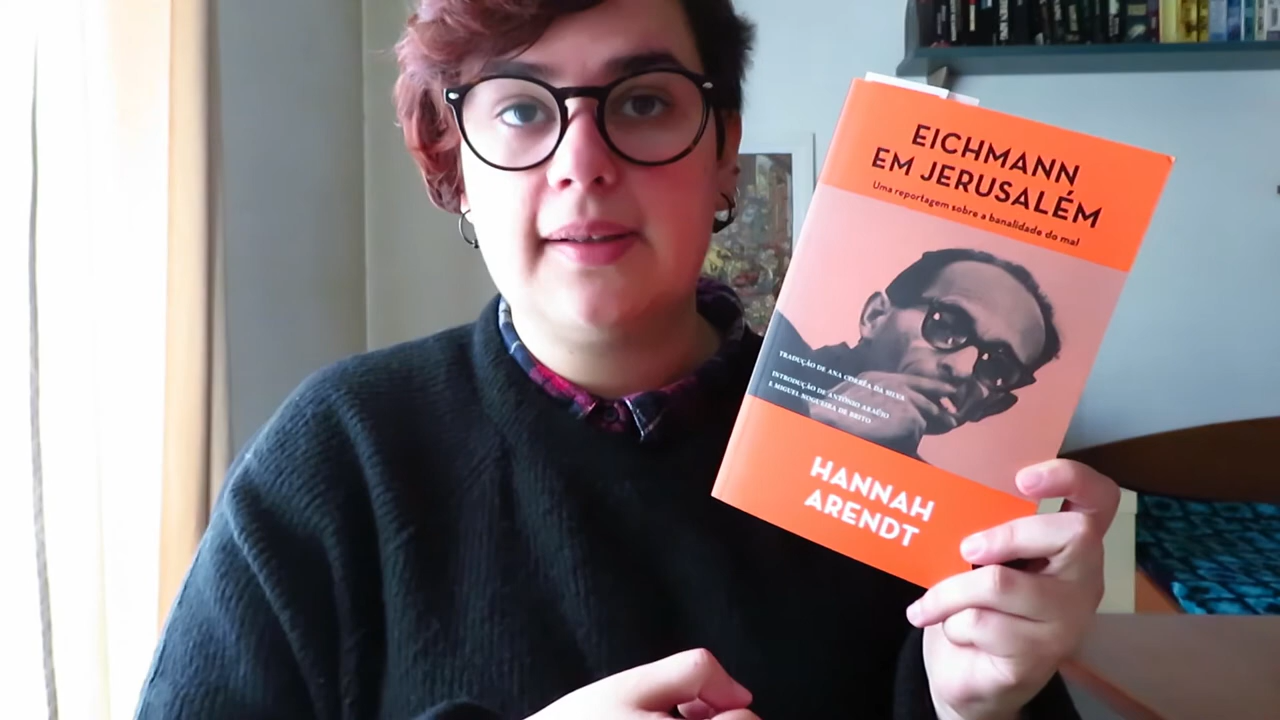 EICHMANN
EM JERUSALÉM
Uma reportagem sobre a banalidade do mal
TRADUÇÃO DE ANA CORRÊA DA SILVA
INTRODUÇÃO DE ANTÓNIO ARAÚJO
E MIGUEL NOGUEIRA DE BRITO
HANNAH
ARENDT